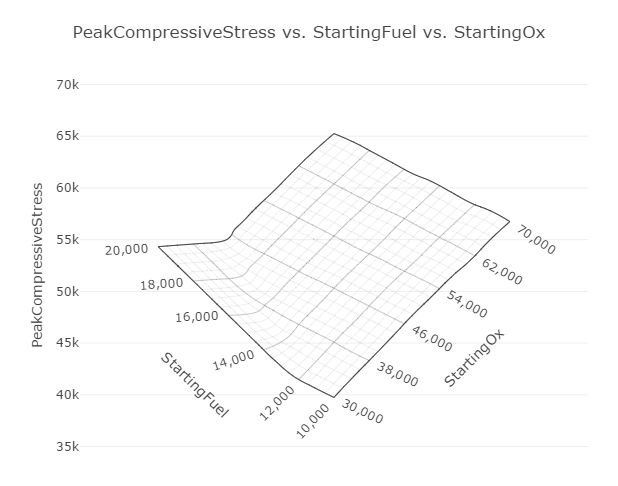 PeakCompressiveStress vs. StartingFuel vs. StartingOx
70k
65k
60k
55k
50k
45k
40k
35k
PeakCompressiveStress
20,000
18,000
16,000
14,000
12,000
10,000
StartingFuel
30,000
38,000
46,000
54,000
62,000
70,000
StartingOx